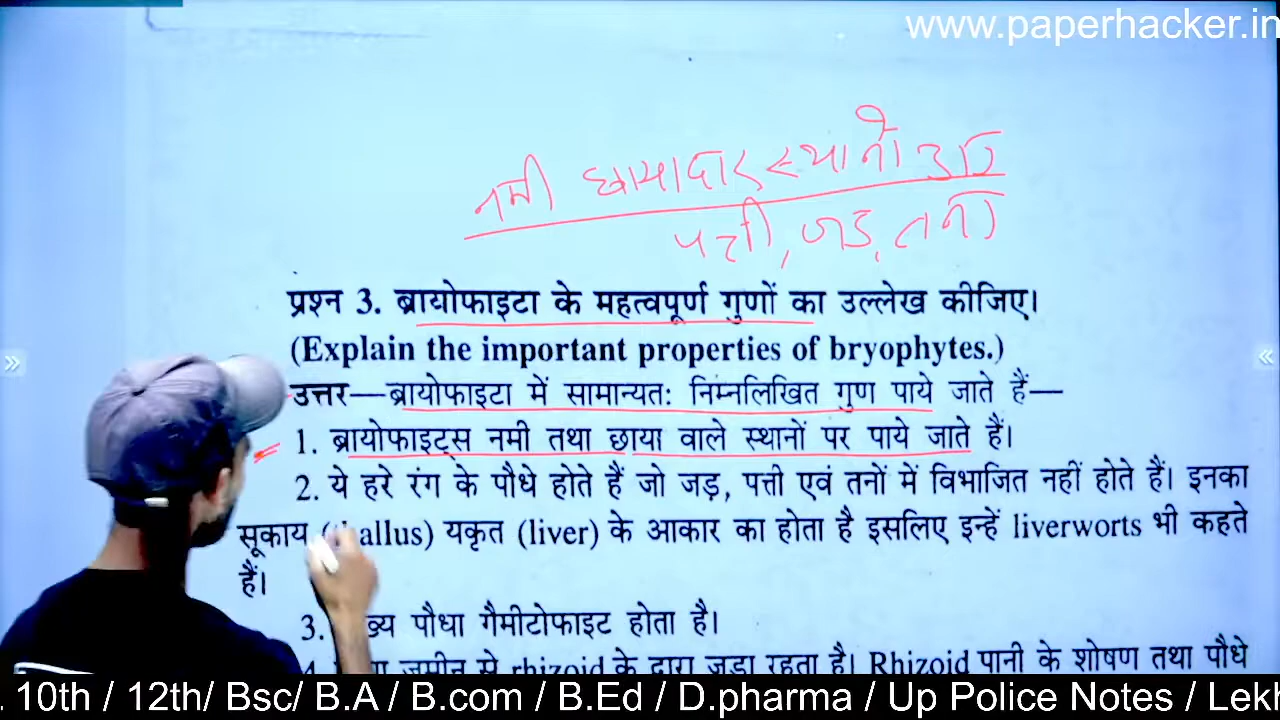 www.paperhacker.in
नमी छायादार स्थानो
पत्ती, जड़, तनो
प्रश्न 3. ब्रायोफाइटा के महत्वपूर्ण गुणों का उल्लेख कीजिए।
(Explain the important properties of bryophytes.)
उत्तर—ब्रायोफाइटा में सामान्यतः निम्नलिखित गुण पाये जाते हैं—
1. ब्रायोफाइट्स नमी तथा छाया वाले स्थानों पर पाये जाते हैं।
2. ये हरे रंग के पौधे होते हैं जो जड़, पत्ती एवं तनों में विभाजित नहीं होते हैं। इनका
सूकाय (thallus) यकृत (liver) के आकार का होता है इसलिए इन्हें liverworts भी कहते
हैं।
3. पौधा गैमीटोफाइट होता है।
जमीन से rhizoid के द्वारा जुड़ा रहता है। Rhizoid पानी के शोषण तथा पौधे
. 10th / 12th/ Bsc/ B.A / B.com / B.Ed / D.pharma / Up Police Notes / Lekh